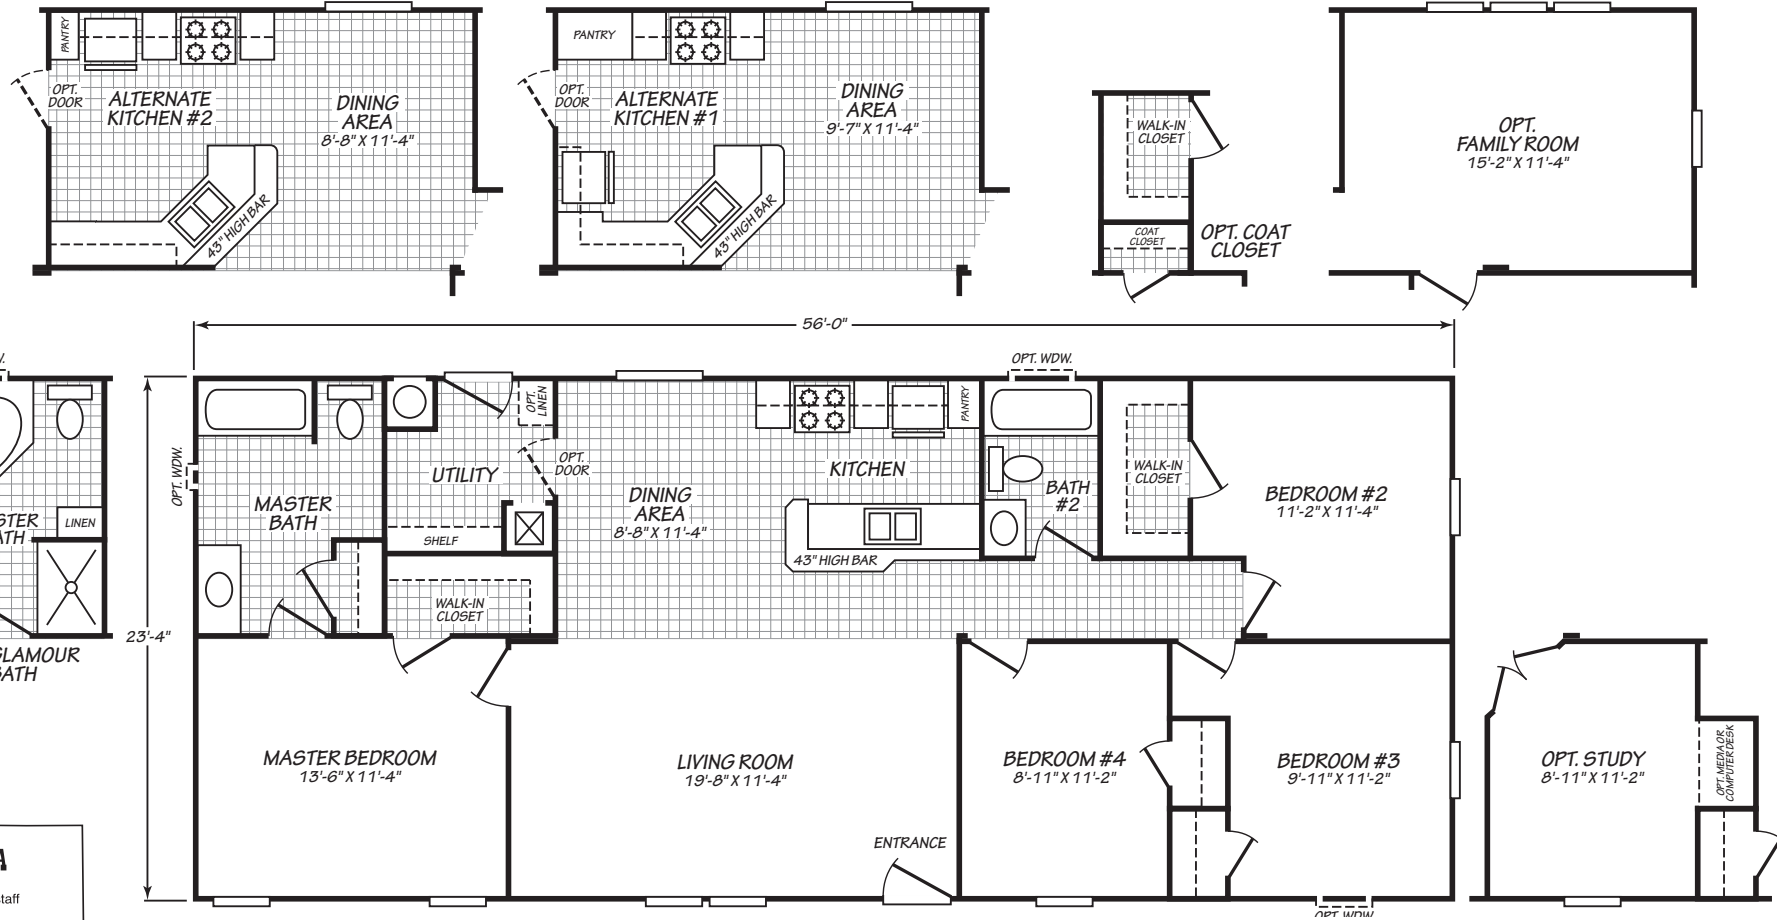 PANTRY
OPT.
DOOR
ALTERNATE
KITCHEN #2
DINING
AREA
8'-8" X 11'-4"
43" HIGH BAR
PANTRY
OPT.
DOOR
ALTERNATE
KITCHEN #1
DINING
AREA
9'-7" X 11'-4"
43" HIGH BAR
WALK-IN
CLOSET
COAT
CLOSET
OPT. COAT
CLOSET
OPT.
FAMILY ROOM
15'-2" X 11'-4"
56'-0"
23'-4"
LINEN
GLAMOUR
BATH
OPT. WDW.
MASTER
BATH
UTILITY
SHELF
OPT.
LINEN
OPT.
DOOR
WALK-IN
CLOSET
DINING
AREA
8'-8" X 11'-4"
KITCHEN
PANTRY
43" HIGH BAR
OPT. WDW.
BATH
#2
WALK-IN
CLOSET
BEDROOM #2
11'-2" X 11'-4"
MASTER BEDROOM
13'-6" X 11'-4"
LIVING ROOM
19'-8" X 11'-4"
ENTRANCE
BEDROOM #4
8'-11" X 11'-2"
BEDROOM #3
9'-11" X 11'-2"
OPT. WDW.
OPT. STUDY
8'-11" X 11'-2"
OPT. MEDIA OR
COMPUTER DESK